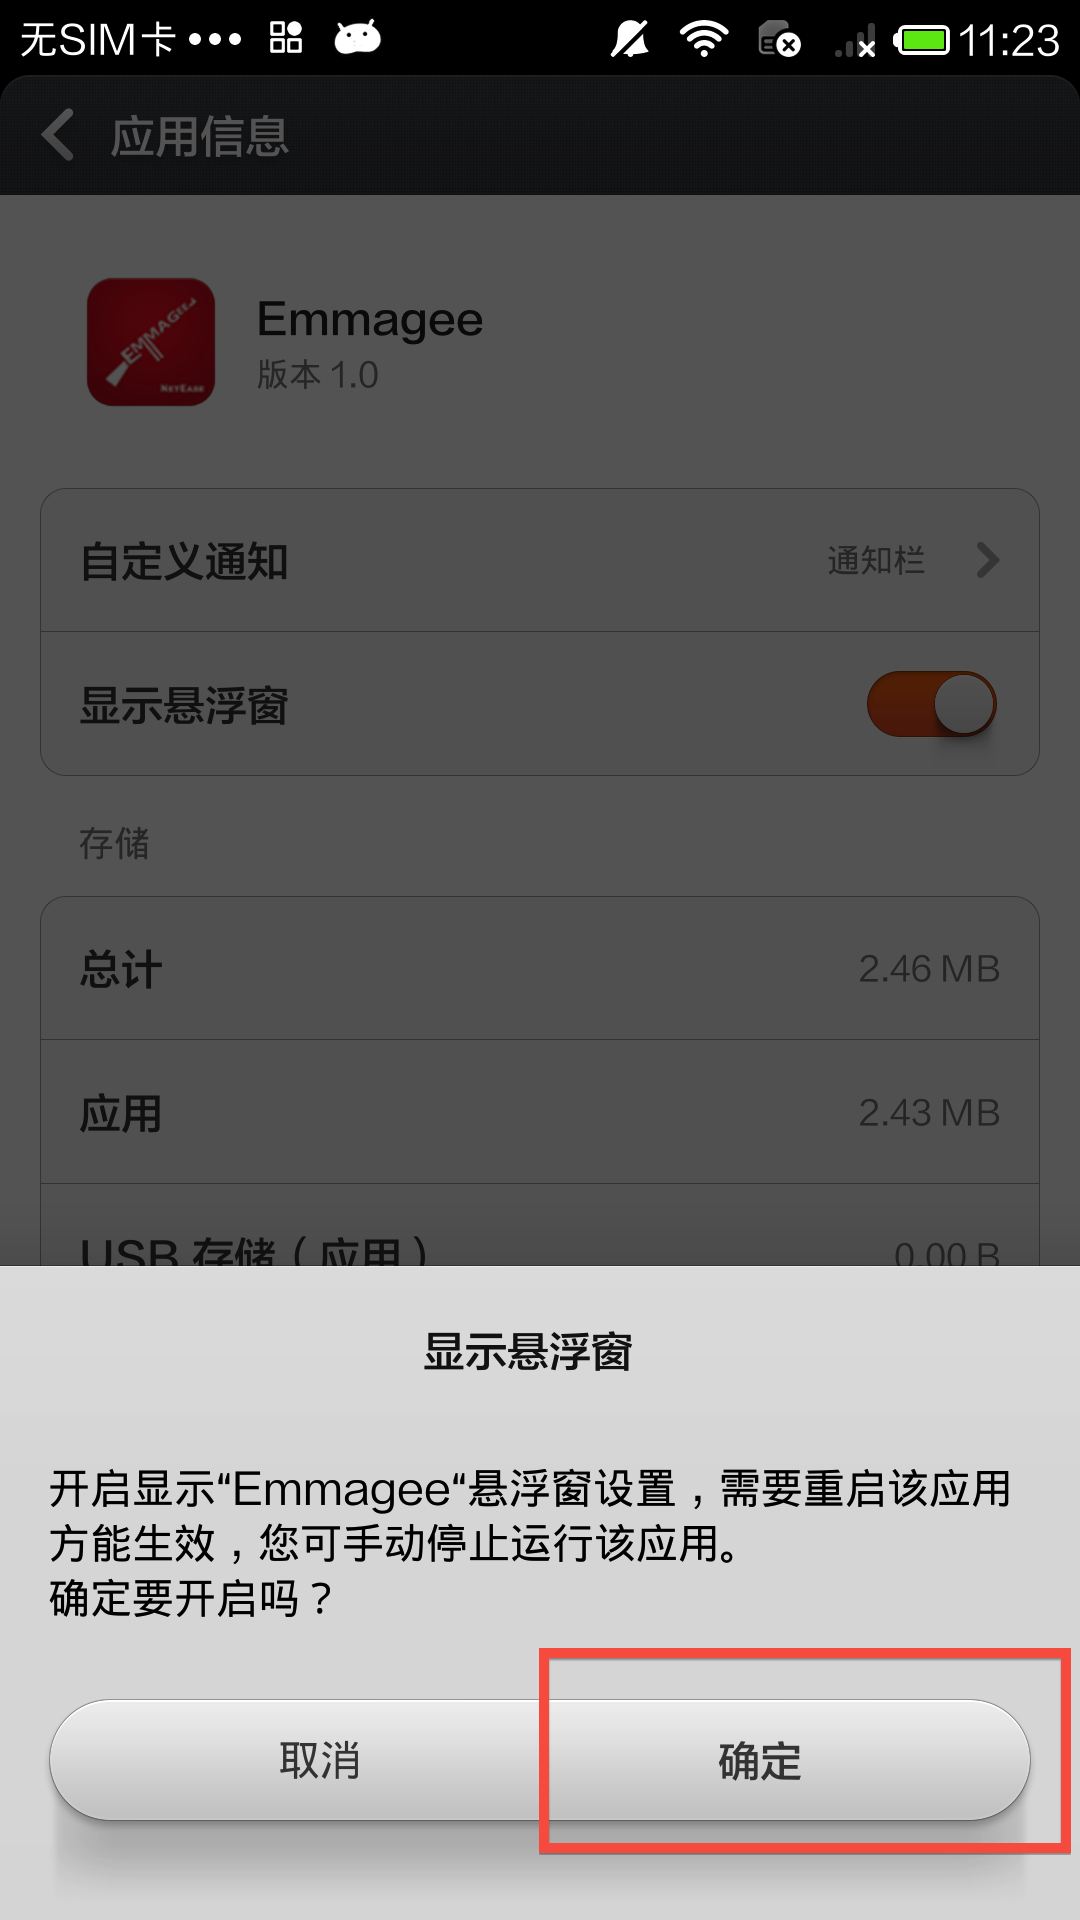 无SIM卡 ••• 11:23
应用信息
EMMAGEE
NETEASE
Emmagee
版本 1.0
自定义通知 通知栏
显示悬浮窗
存储
总计 2.46 MB
应用 2.43 MB
USB 存储（应用） 0.00 B
显示悬浮窗
开启显示“Emmagee“悬浮窗设置，需要重启该应用
方能生效，您可手动停止运行该应用。
确定要开启吗？
取消 确定